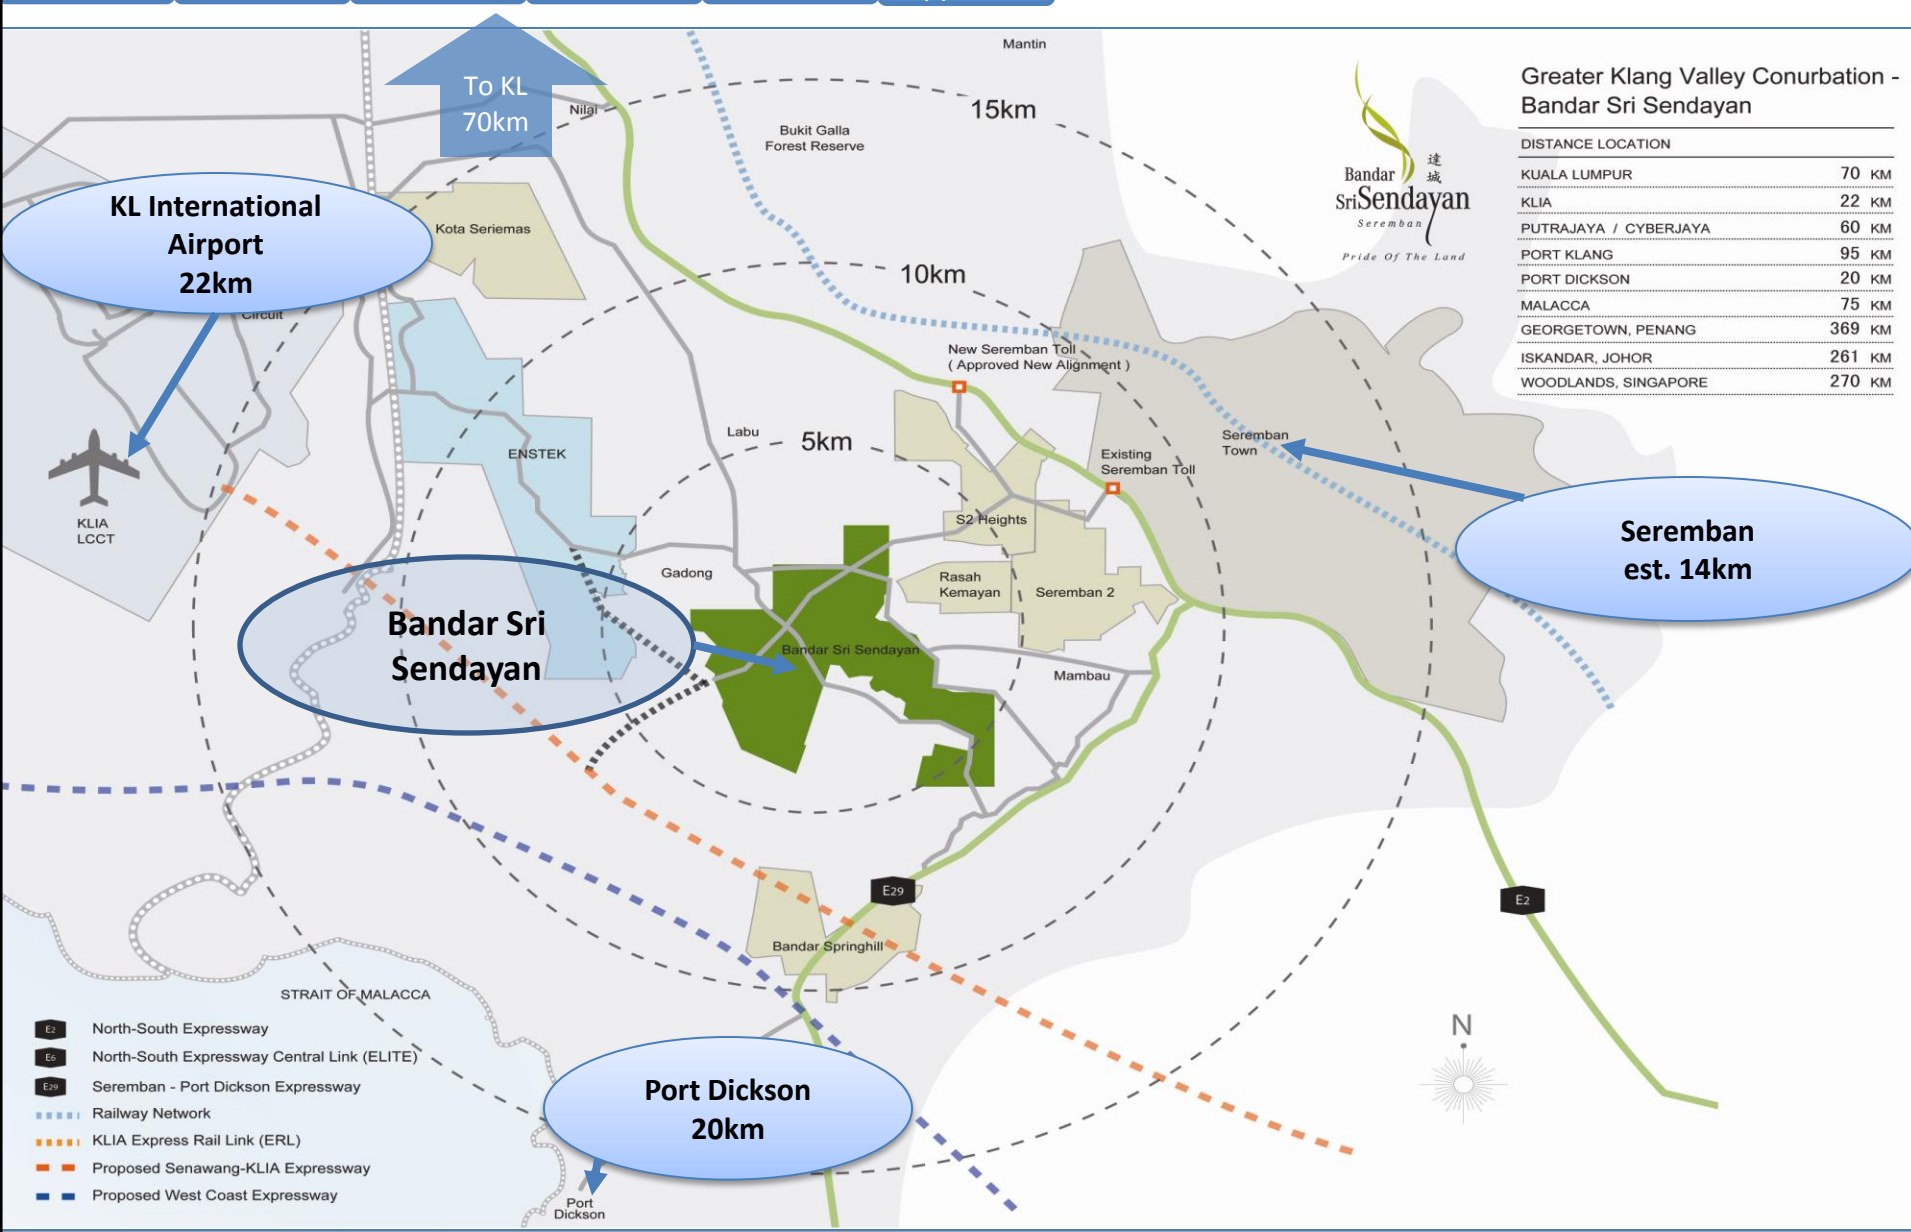 To KL
70km
Mantin
15km
Nilai
Bukit Galla
Forest Reserve
KL International
Airport
22km
Kota Seriemas
Circuit
10km
New Seremban Toll
( Approved New Alignment )
Labu
5km
ENSTEK
Existing
Seremban Toll
Seremban
Town
KLIA
LCCT
S2 Heights
Seremban
est. 14km
Gadong
Rasah
Kemayan
Seremban 2
Bandar Sri
Sendayan
Bandar Sri Sendayan
Mambau
E29
E2
Bandar Springhill
STRAIT OF MALACCA
Port Dickson
20km
Port
Dickson
N
Bandar
達城
SriSendayan
Seremban
Pride Of The Land
Greater Klang Valley Conurbation -
Bandar Sri Sendayan
DISTANCE LOCATION
KUALA LUMPUR 70 KM
KLIA 22 KM
PUTRAJAYA / CYBERJAYA 60 KM
PORT KLANG 95 KM
PORT DICKSON 20 KM
MALACCA 75 KM
GEORGETOWN, PENANG 369 KM
ISKANDAR, JOHOR 261 KM
WOODLANDS, SINGAPORE 270 KM
E2 North-South Expressway
E6 North-South Expressway Central Link (ELITE)
E29 Seremban - Port Dickson Expressway
Railway Network
KLIA Express Rail Link (ERL)
Proposed Senawang-KLIA Expressway
Proposed West Coast Expressway